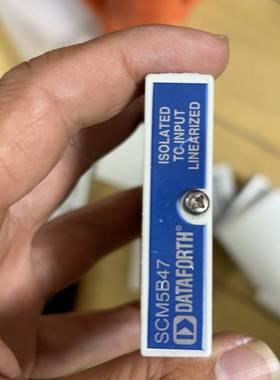 ISOLATED
TC-INPUT
LINEARIZED
SCM5B47
DATAFORTH®